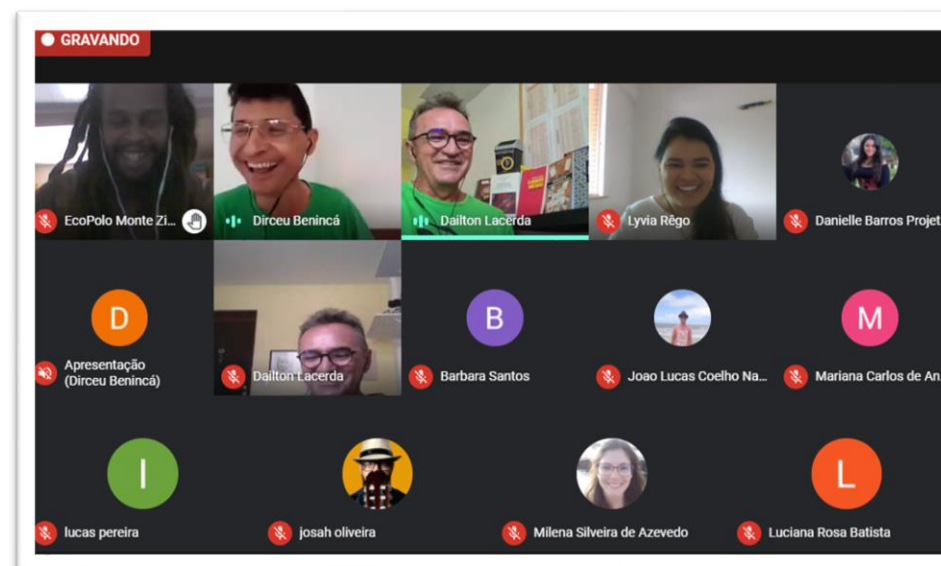 GRAVANDO
EcoPolo Monte Zi...
Dirceu Benincá
Dailton Lacerda
Lyvia Rêgo
Danielle Barros Projet
D
Apresentação
(Dirceu Benincá)
Dailton Lacerda
B
Barbara Santos
Joao Lucas Coelho Na...
M
Mariana Carlos de An
I
lucas pereira
josah oliveira
Milena Silveira de Azevedo
L
Luciana Rosa Batista